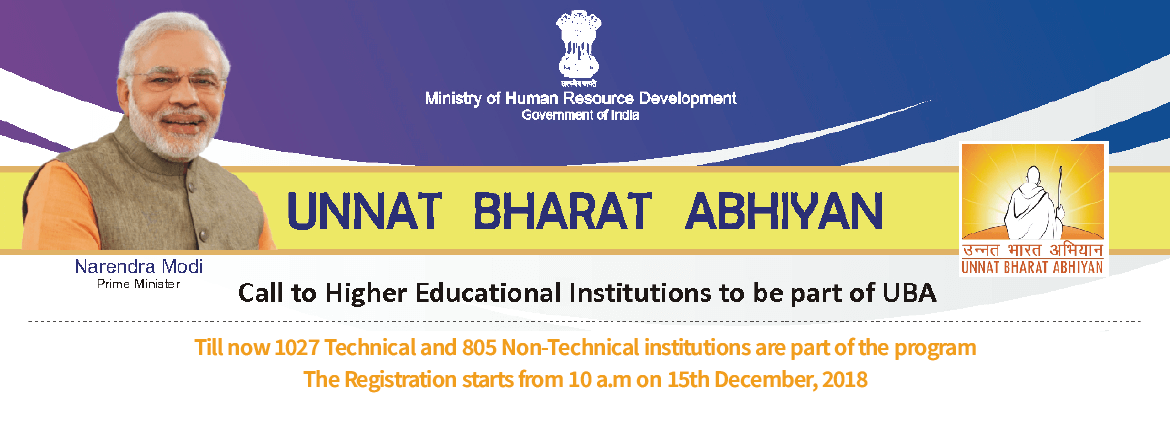 सत्यमेव जयते
Ministry of Human Resource Development
Government of India
UNNAT BHARAT ABHIYAN
उन्नत भारत अभियान
UNNAT BHARAT ABHIYAN
Narendra Modi
Prime Minister
Call to Higher Educational Institutions to be part of UBA
Till now 1027 Technical and 805 Non-Technical institutions are part of the program
The Registration starts from 10 a.m on 15th December, 2018